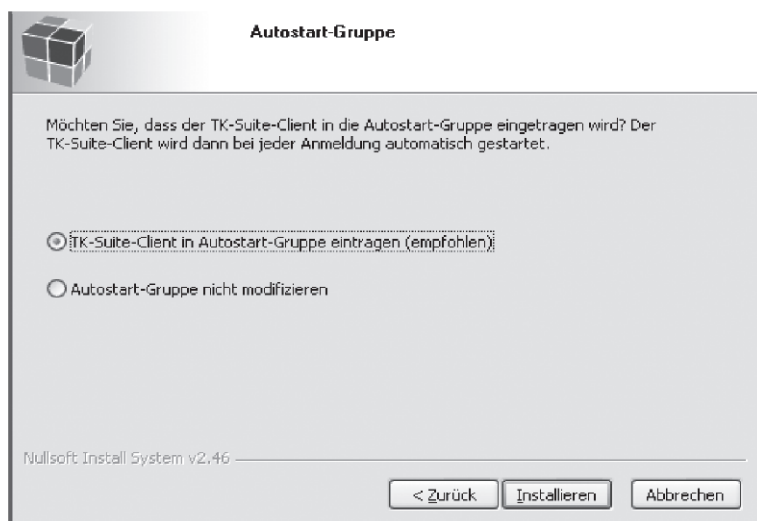 Autostart-Gruppe
Möchten Sie, dass der TK-Suite-Client in die Autostart-Gruppe eingetragen wird? Der
TK-Suite-Client wird dann bei jeder Anmeldung automatisch gestartet.
TK-Suite-Client in Autostart-Gruppe eintragen (empfohlen)
Autostart-Gruppe nicht modifizieren
Nullsoft Install System v2.46
< Zurück Installieren Abbrechen